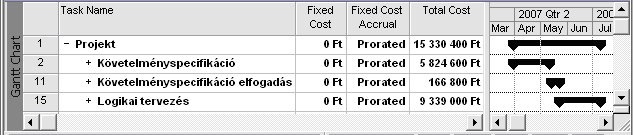 Task Name Fixed Cost Fixed Cost Accrual Total Cost 2007 Qtr 2 200
Mar Apr May Jun Jul
1 − Projekt 0 Ft Prorated 15 330 400 Ft
2 + Követelményspecifikáció 0 Ft Prorated 5 824 600 Ft
11 + Követelményspecifikáció elfogadás 0 Ft Prorated 166 800 Ft
15 + Logikai tervezés 0 Ft Prorated 9 339 000 Ft
Gantt Chart